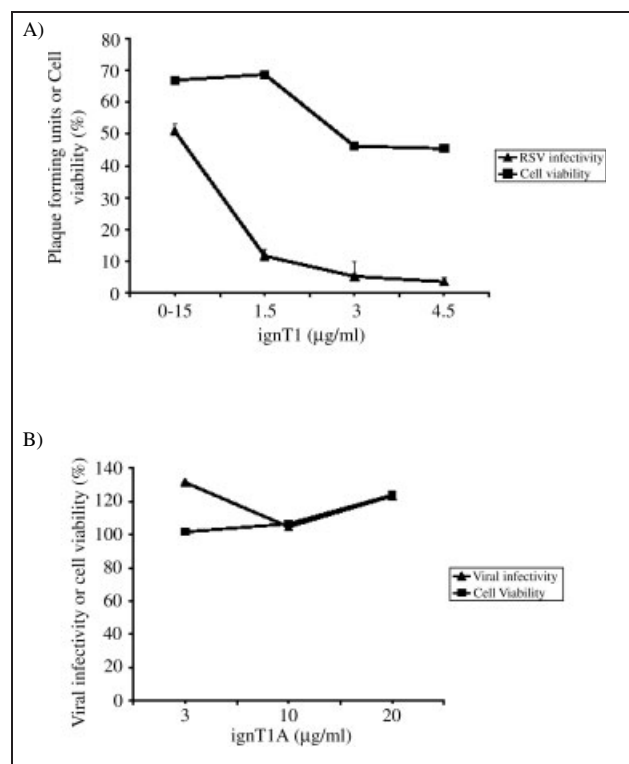 A)
Plaque forming units or Cell
viability (%)
80
70
60
50
40
30
20
10
0
0-15 1.5 3 4.5
ignT1 (µg/ml)
RSV infectivity
Cell viability
B)
Viral infectivity or cell viability (%)
140
120
100
80
60
40
20
0
3 10 20
ignT1A (µg/ml)
Viral infectivity
Cell Viability